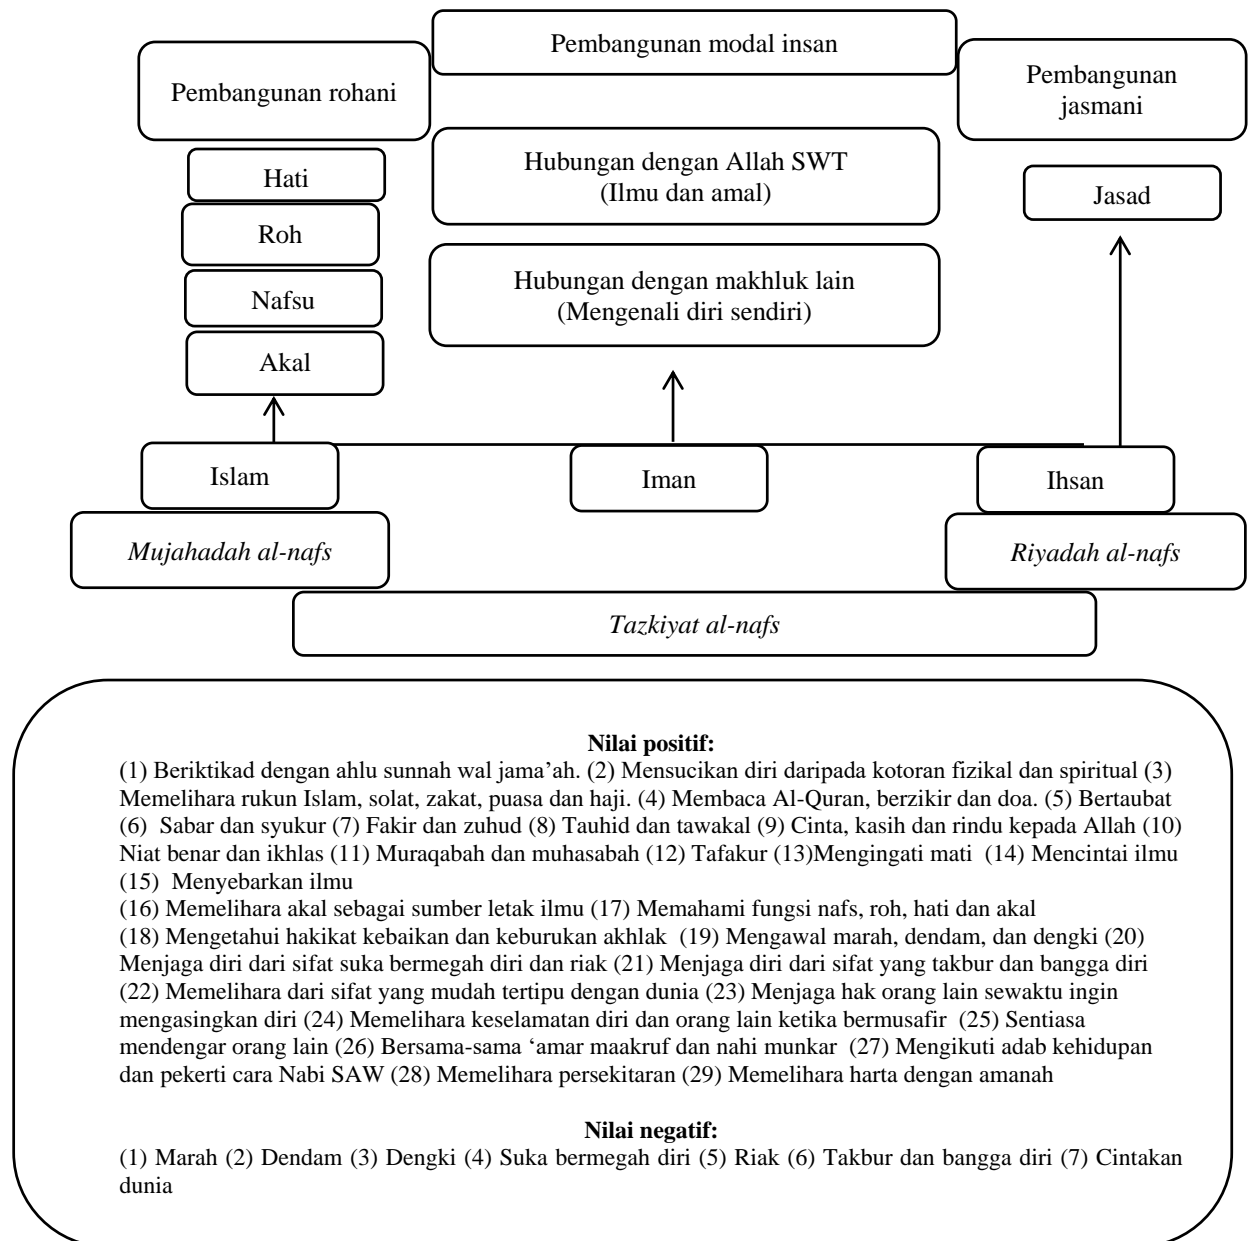 Pembangunan modal insan
Pembangunan rohani
Pembangunan
jasmani
Hubungan dengan Allah SWT
(Ilmu dan amal)
Hati
Jasad
Roh
Hubungan dengan makhluk lain
(Mengenali diri sendiri)
Nafsu
Akal
Islam
Iman
Ihsan
Mujahadah al-nafs
Riyadah al-nafs
Tazkiyat al-nafs
Nilai positif:
(1) Beriktikad dengan ahlu sunnah wal jama’ah. (2) Mensucikan diri daripada kotoran fizikal dan spiritual (3)
Memelihara rukun Islam, solat, zakat, puasa dan haji. (4) Membaca Al-Quran, berzikir dan doa. (5) Bertaubat
(6) Sabar dan syukur (7) Fakir dan zuhud (8) Tauhid dan tawakal (9) Cinta, kasih dan rindu kepada Allah (10)
Niat benar dan ikhlas (11) Muraqabah dan muhasabah (12) Tafakur (13)Mengingati mati (14) Mencintai ilmu
(15) Menyebarkan ilmu
(16) Memelihara akal sebagai sumber letak ilmu (17) Memahami fungsi nafs, roh, hati dan akal
(18) Mengetahui hakikat kebaikan dan keburukan akhlak (19) Mengawal marah, dendam, dan dengki (20)
Menjaga diri dari sifat suka bermegah diri dan riak (21) Menjaga diri dari sifat yang takbur dan bangga diri
(22) Memelihara dari sifat yang mudah tertipu dengan dunia (23) Menjaga hak orang lain sewaktu ingin
mengasingkan diri (24) Memelihara keselamatan diri dan orang lain ketika bermusafir (25) Sentiasa
mendengar orang lain (26) Bersama-sama ‘amar maakruf dan nahi munkar (27) Mengikuti adab kehidupan
dan pekerti cara Nabi SAW (28) Memelihara persekitaran (29) Memelihara harta dengan amanah
Nilai negatif:
(1) Marah (2) Dendam (3) Dengki (4) Suka bermegah diri (5) Riak (6) Takbur dan bangga diri (7) Cintakan
dunia